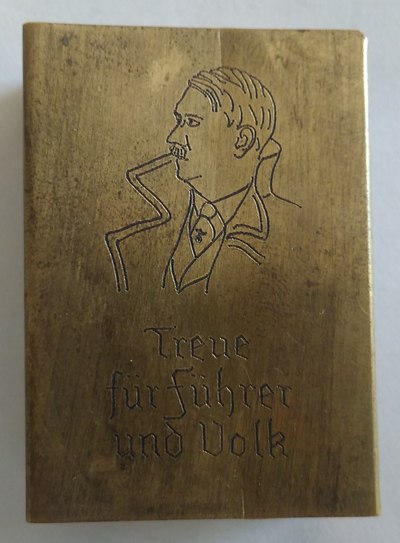 Treue
für Führer
und Volk